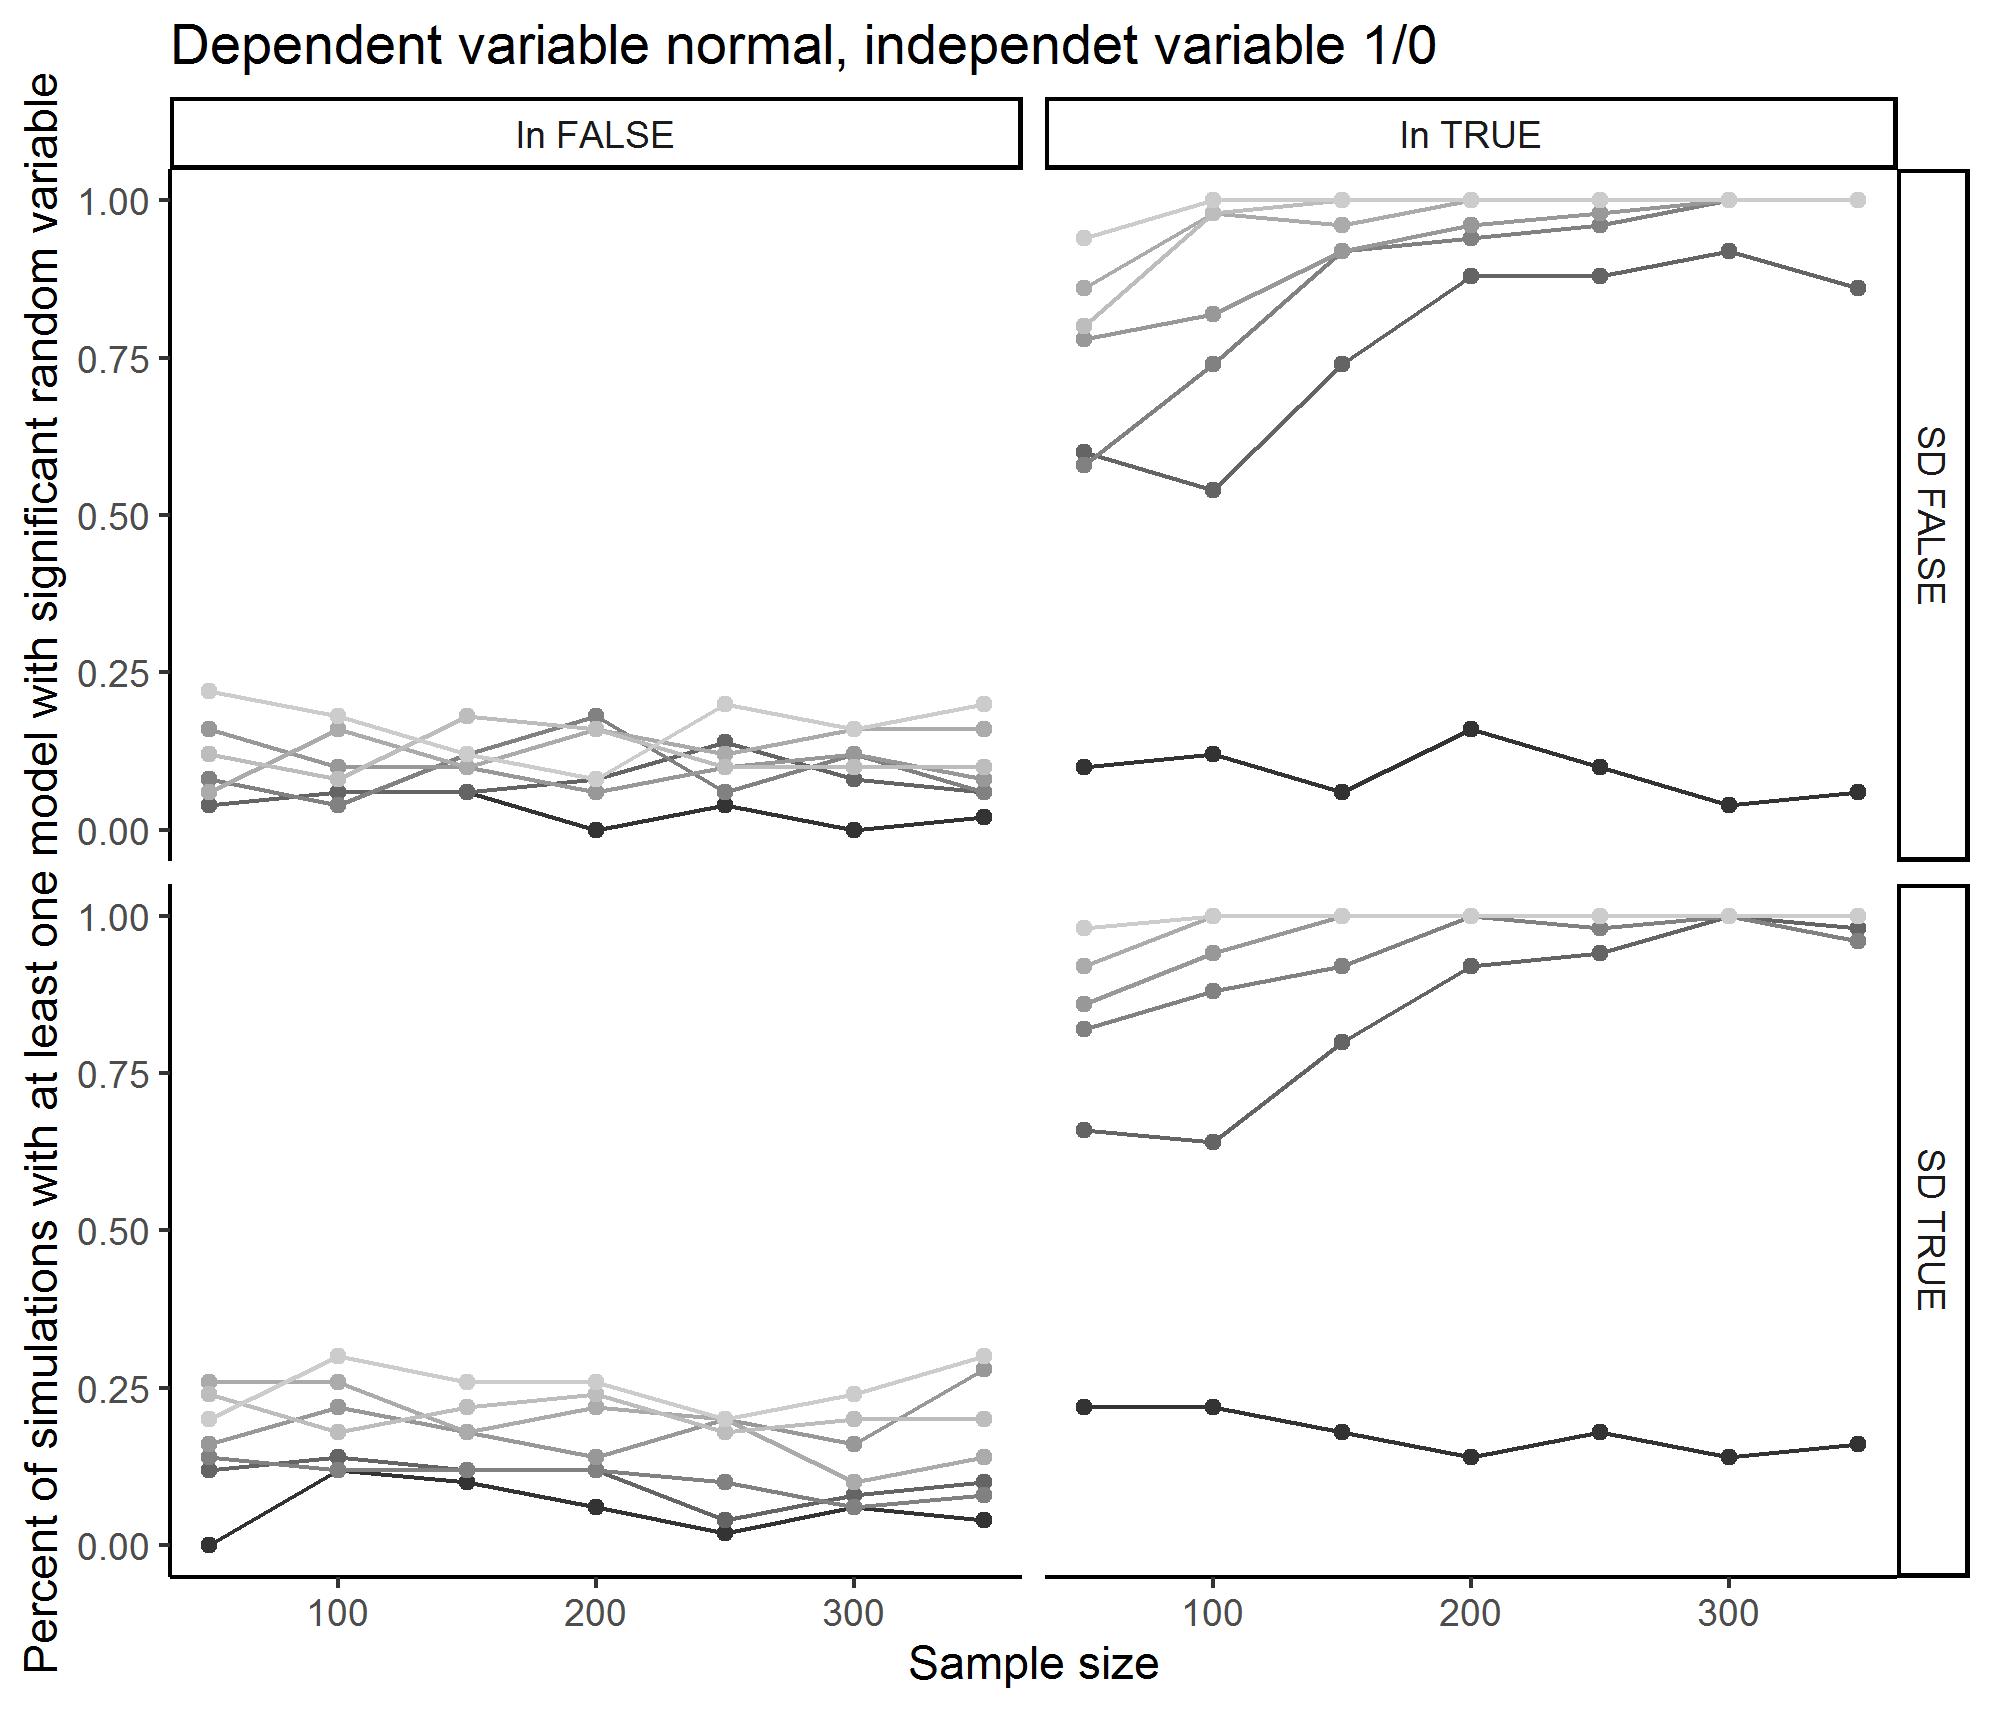 Dependent variable normal, independet variable 1/0
In FALSE
In TRUE
Percent of simulations with at least one model with significant random variable
1.00
0.75
0.50
0.25
0.00
SD FALSE
1.00
0.75
0.50
0.25
0.00
SD TRUE
100
200
300
100
200
300
Sample size